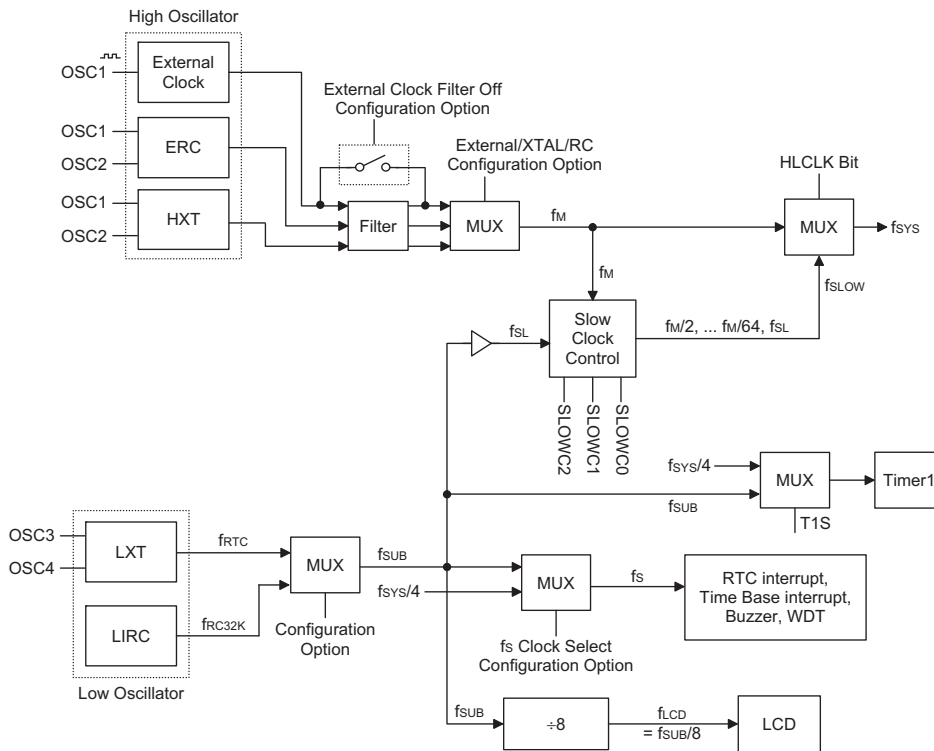 High Oscillator
OSC1
External
Clock
External Clock Filter Off
Configuration Option
OSC1
OSC2
ERC
External/XTAL/RC
Configuration Option
HLCLK Bit
OSC1
OSC2
HXT
Filter
MUX
fM
MUX
fSYS
fM
fSLOW
fSL
Slow
Clock
Control
fM/2, ... fM/64, fSL
SLOWC2
SLOWC1
SLOWC0
fSYS/4
MUX
Timer1
fSUB
T1S
OSC3
OSC4
LXT
fRTC
MUX
fSUB
fSYS/4
MUX
fS
RTC interrupt,
Time Base interrupt,
Buzzer, WDT
LIRC
fRC32K
Configuration
Option
fS Clock Select
Configuration Option
Low Oscillator
fSUB
÷8
fLCD
= fSUB/8
LCD